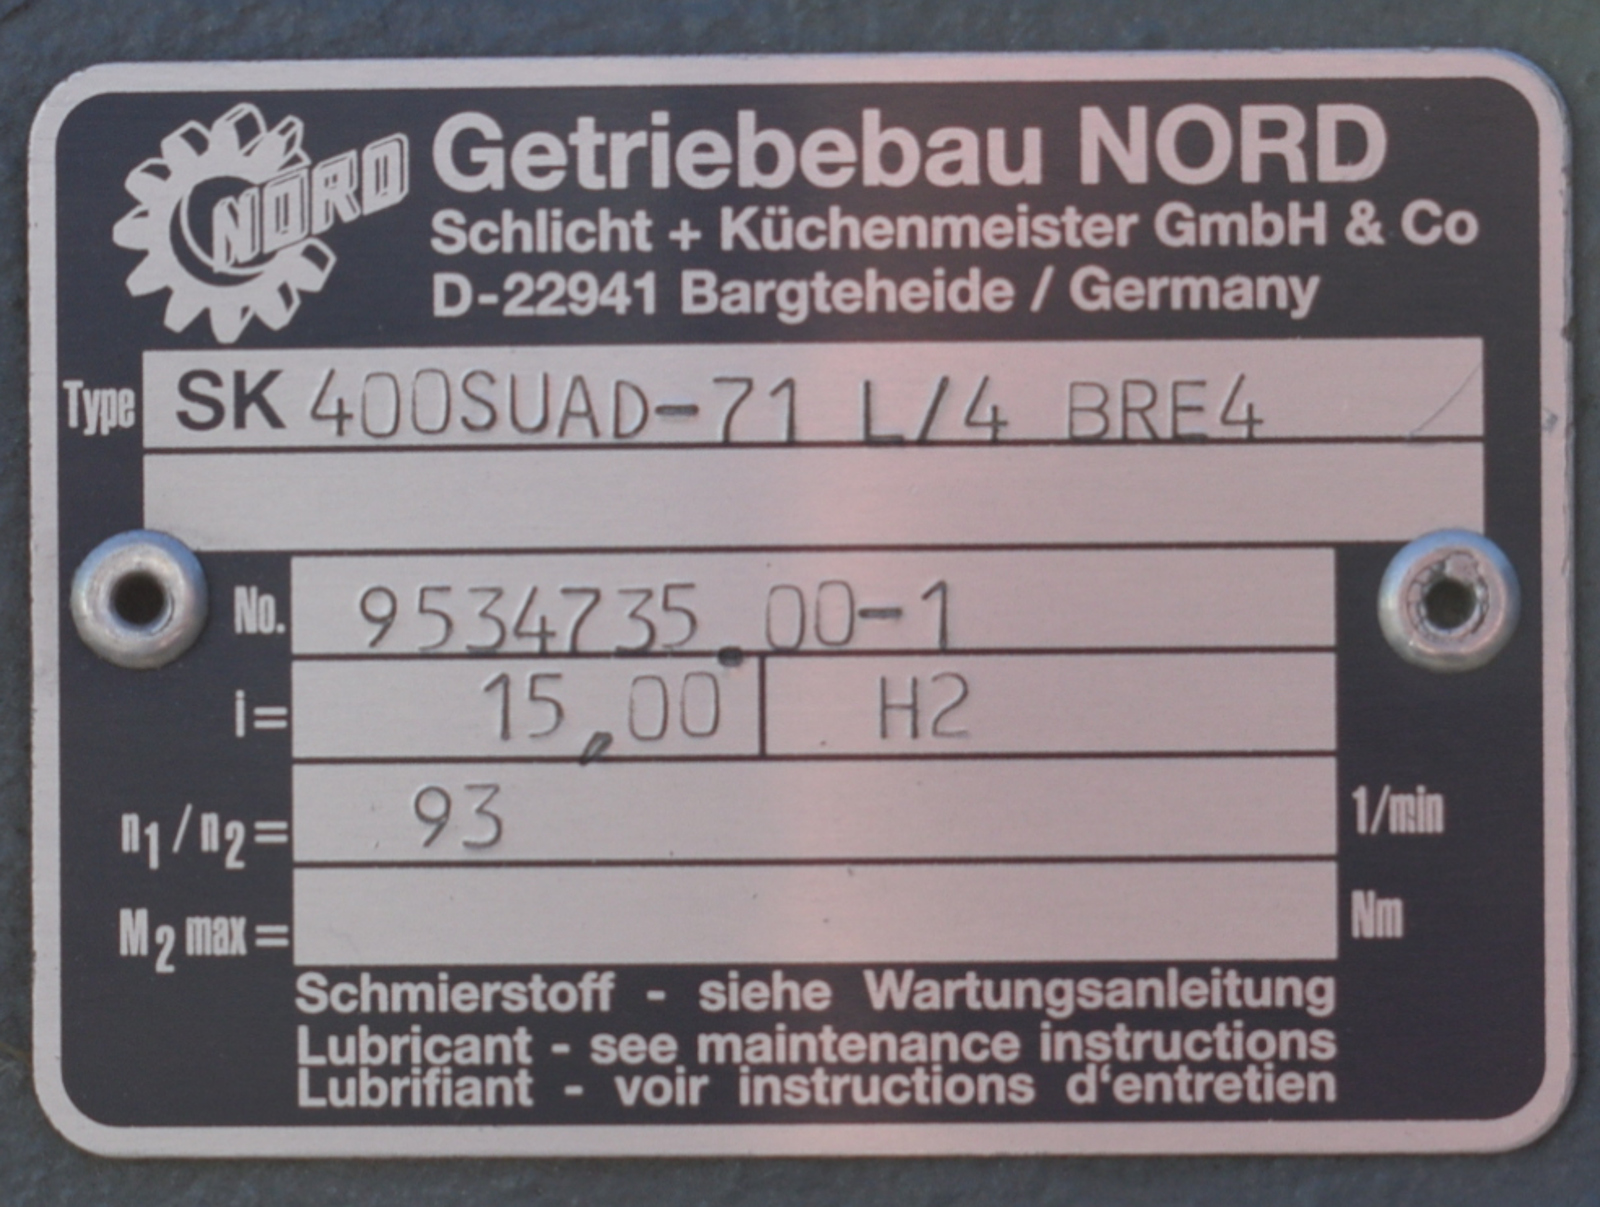 NORD
Getriebebau NORD
Schlicht + Küchenmeister GmbH & Co
D-22941 Bargteheide / Germany
Type SK 400SUAD-71 L/4 BRE4
No. 9534735.00-1
i= 15,00 H2
n1/n2= 93 1/min
M2 max= Nm
Schmierstoff - siehe Wartungsanleitung
Lubricant - see maintenance instructions
Lubrifiant - voir instructions d'entretien